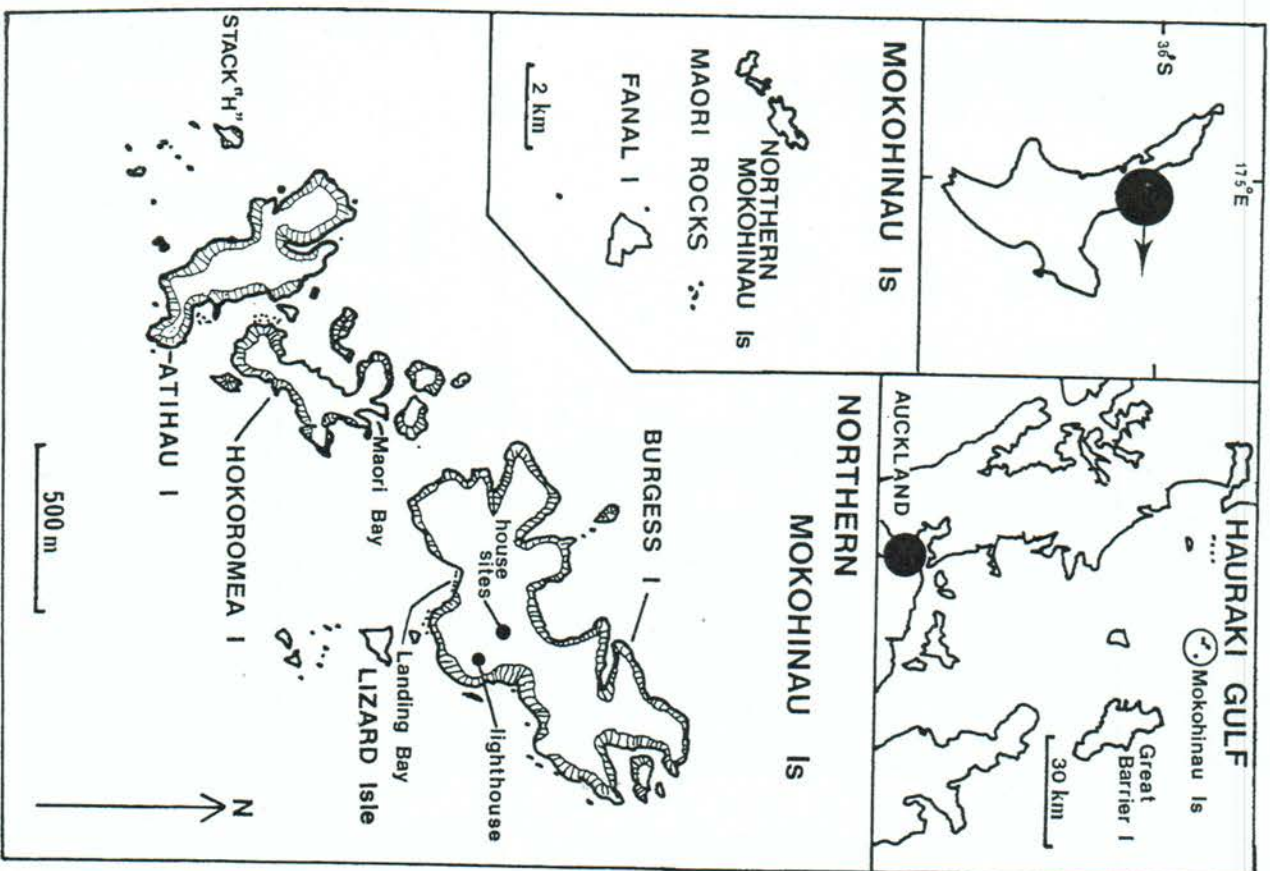 36°S
175°E
HAURAKI GULF
Mokohinau Is
Great
Barrier I
30 km
AUCKLAND
MOKOHINAU Is
NORTHERN
MOKOHINAU Is
MAORI ROCKS
FANAL I
2 km
NORTHERN
MOKOHINAU Is
BURGESS I
house
sites
lighthouse
Landing Bay
LIZARD Isle
Maori Bay
HOKOROMEA I
ATIHAU I
STACK "H"
500 m
N